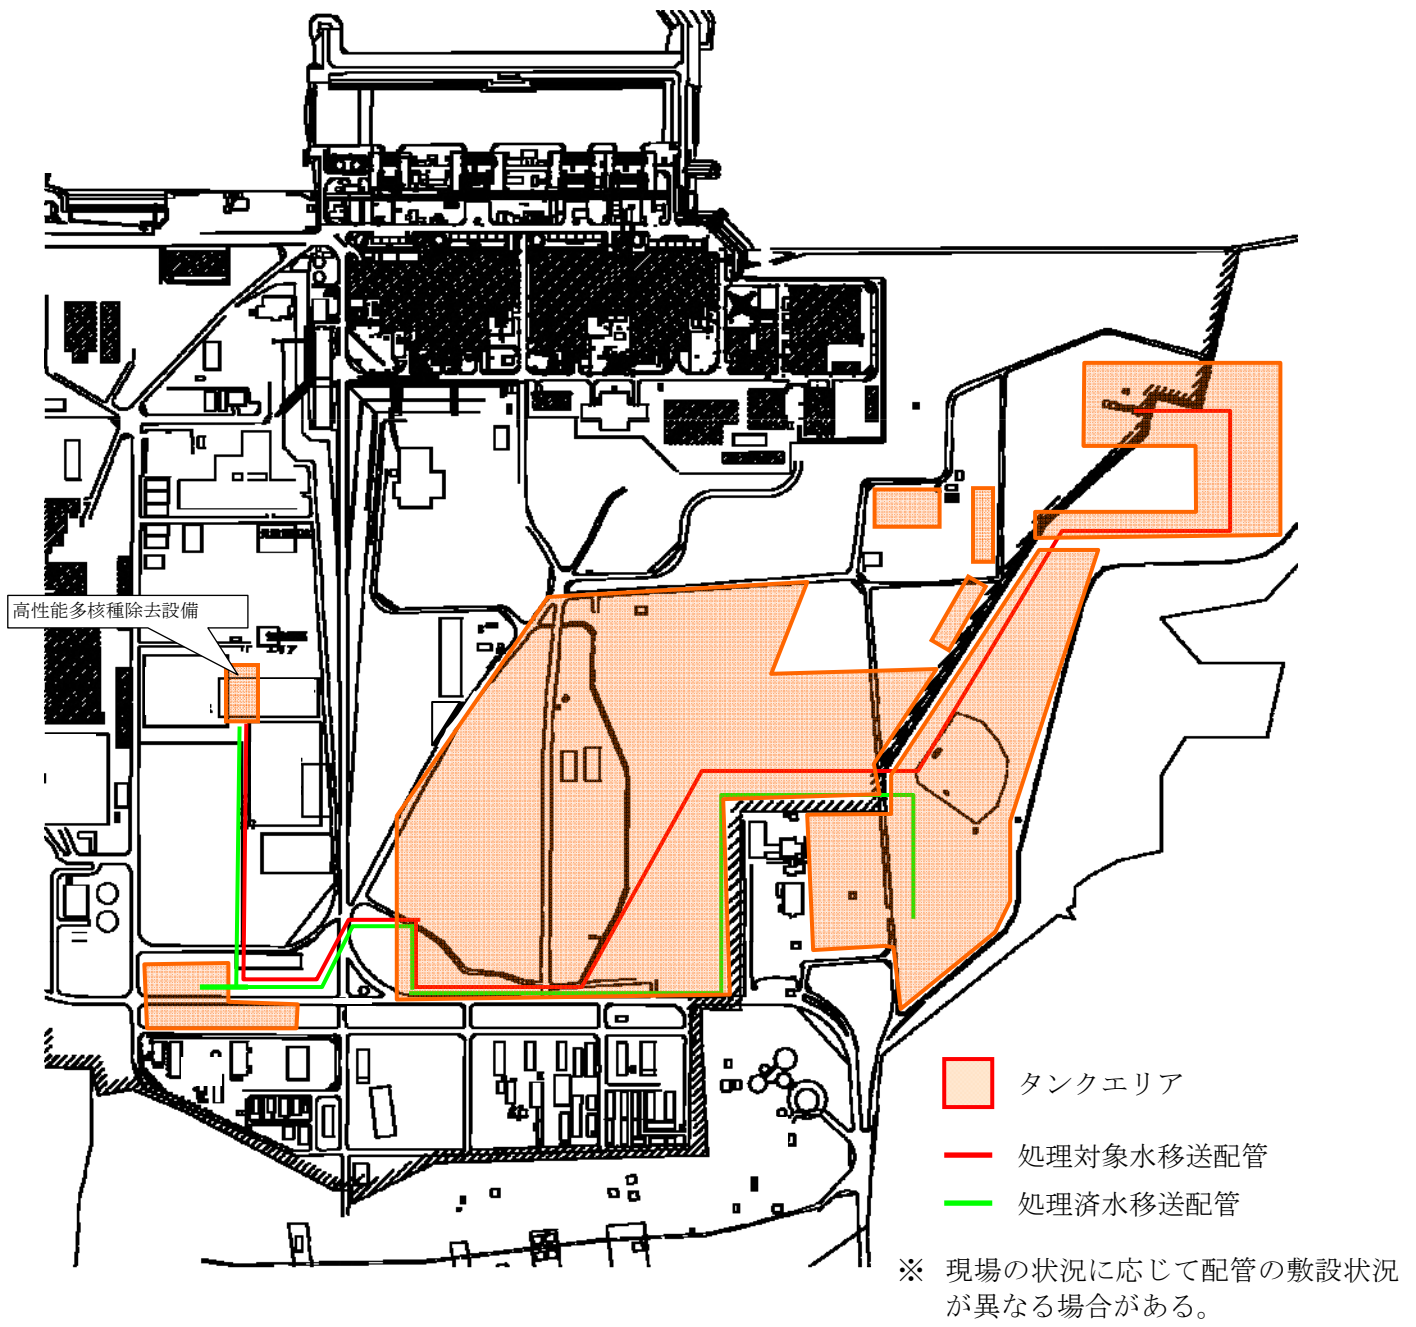 高性能多核種除去設備
タンクエリア
処理対象水移送配管
処理済水移送配管
※ 現場の状況に応じて配管の敷設状況
が異なる場合がある。